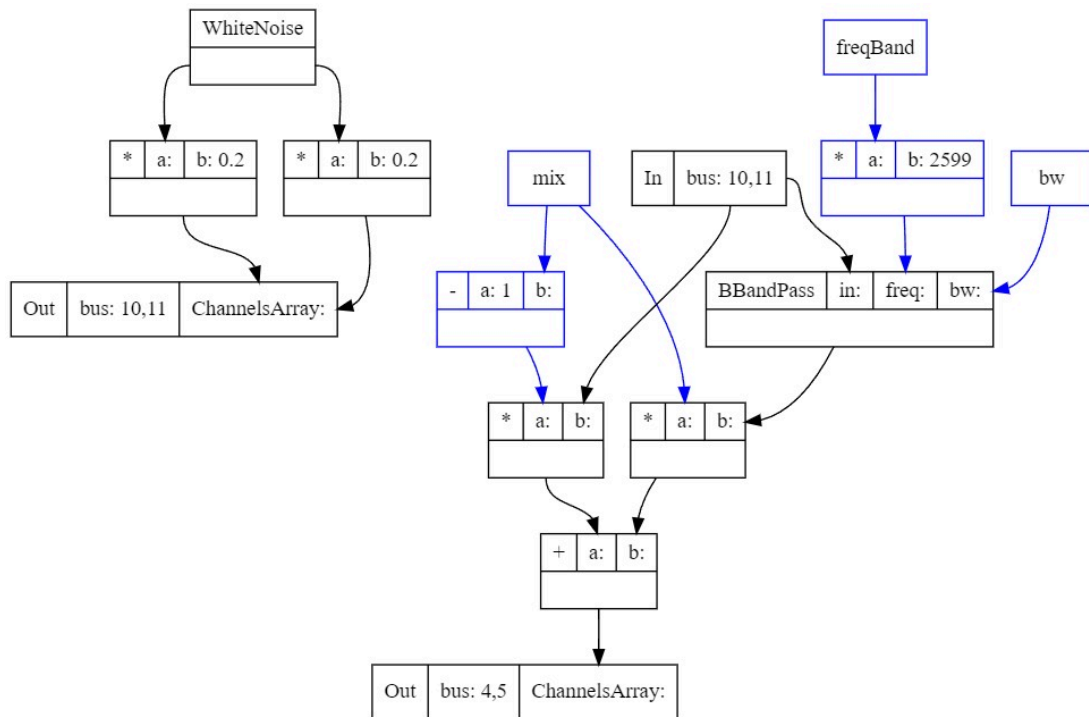 WhiteNoise
freqBand
* a: b: 0.2
* a: b: 0.2
mix
In bus: 10,11
* a: b: 2599
bw
Out bus: 10,11 ChannelsArray:
- a: 1 b:
BBandPass in: freq: bw:
* a: b:
* a: b:
+ a: b:
Out bus: 4,5 ChannelsArray: